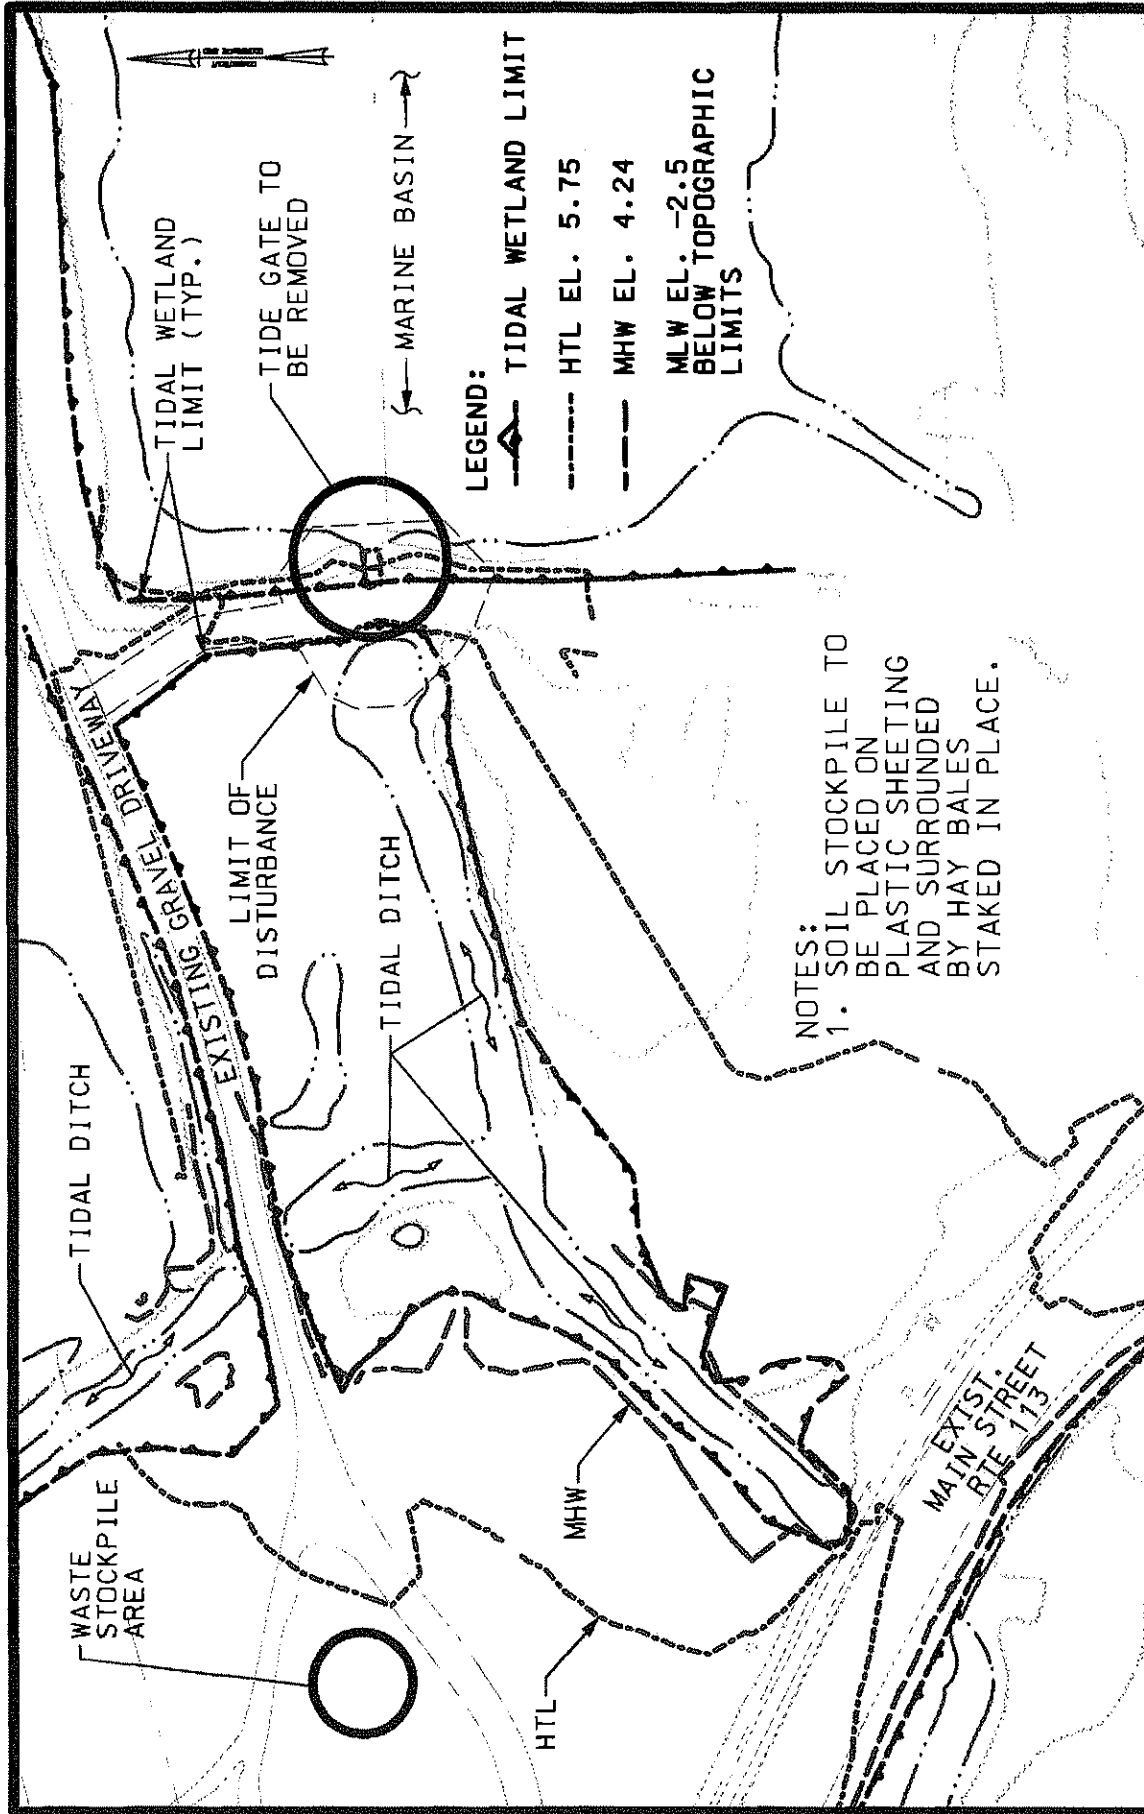 WASTE
STOCKPILE
AREA
TIDAL DITCH
EXISTING GRAVEL DRIVEWAY
TIDAL WETLAND
LIMIT (TYP.)
LIMIT OF
DISTURBANCE
TIDE GATE TO
BE REMOVED
TIDAL DITCH
MARINE BASIN
HTL
MHW
LEGEND:
TIDAL WETLAND LIMIT
HTL EL. 5.75
MHW EL. 4.24
MLW EL. -2.5
BELOW TOPOGRAPHIC
LIMITS
EXIST.
MAIN STREET
RTE 113
NOTES:
1. SOIL STOCKPILE TO
BE PLACED ON
PLASTIC SHEETING
AND SURROUNDED
BY HAY BALES
STAKED IN PLACE.